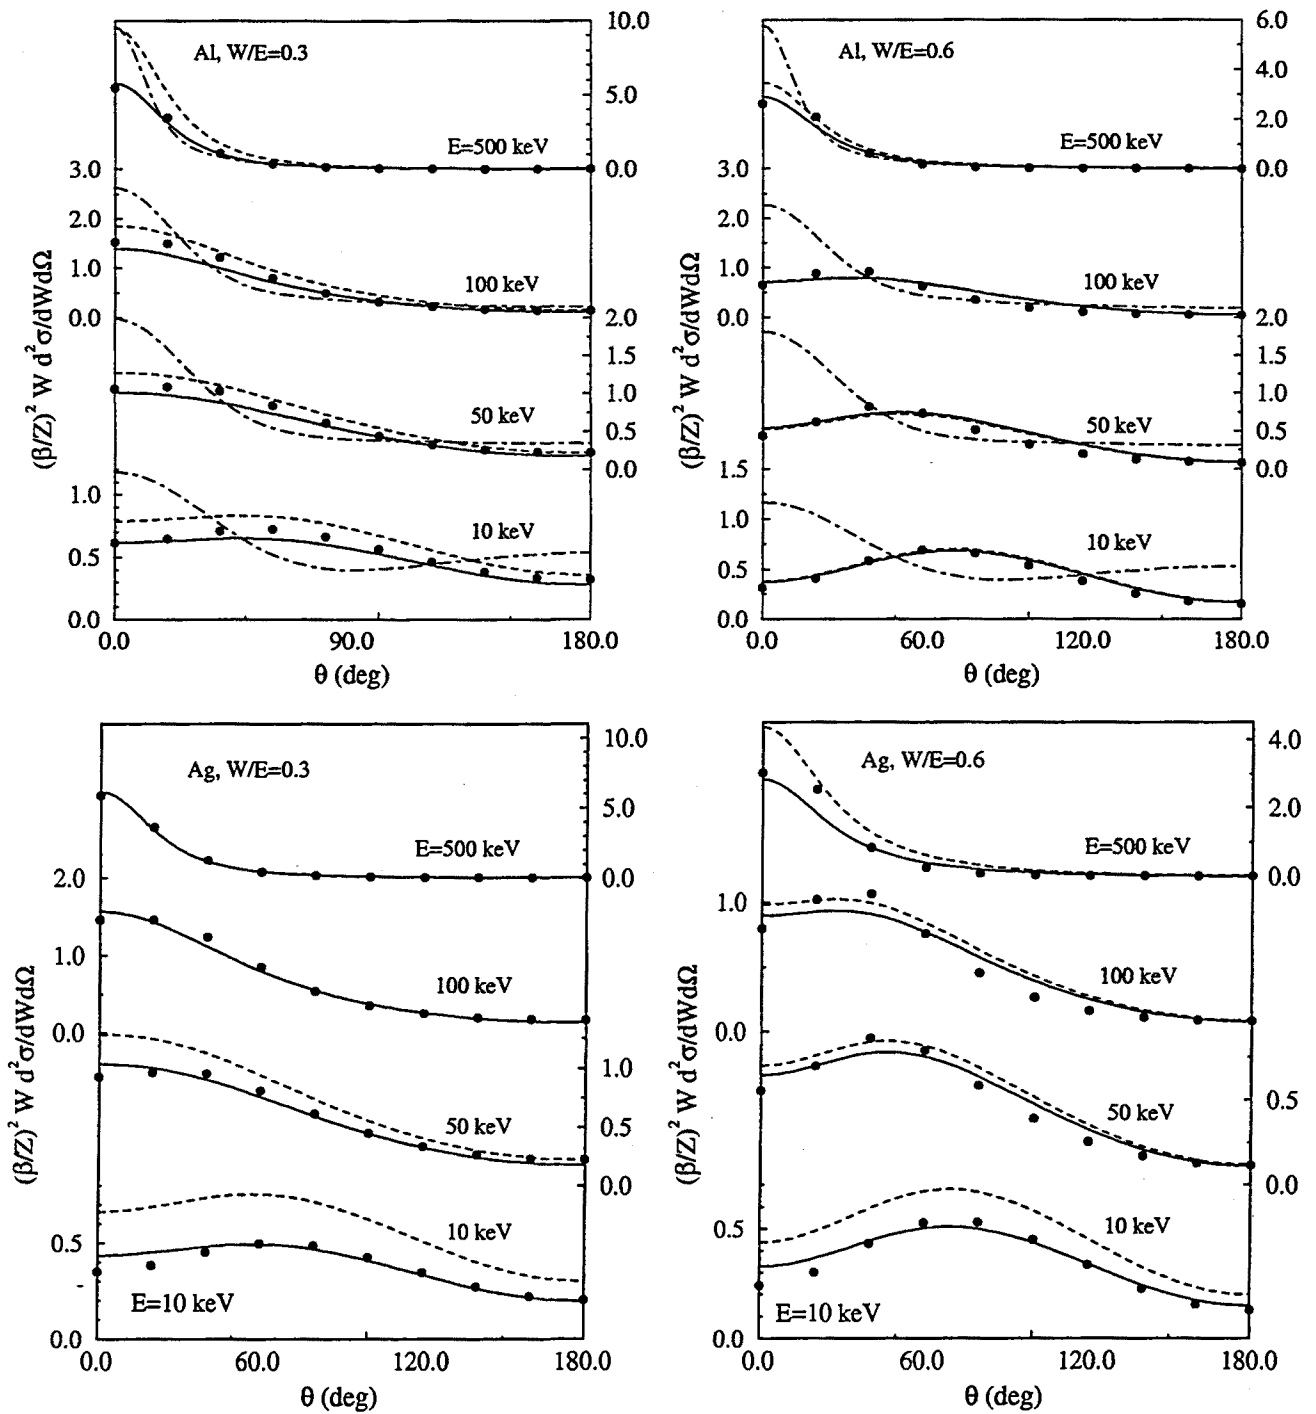 Al, W/E=0.3
10.0
5.0
0.0
E=500 keV
3.0
2.0
1.0
0.0
100 keV
2.0
1.5
1.0
0.5
0.0
50 keV
1.0
0.5
0.0
10 keV
(β/Z)² W d²σ/dWdΩ
0.0 90.0 180.0
θ (deg)
Al, W/E=0.6
6.0
4.0
2.0
0.0
E=500 keV
3.0
2.0
1.0
0.0
100 keV
2.0
1.5
1.0
0.5
0.0
50 keV
1.5
1.0
0.5
0.0
10 keV
(β/Z)² W d²σ/dWdΩ
0.0 60.0 120.0 180.0
θ (deg)
Ag, W/E=0.3
10.0
5.0
0.0
E=500 keV
2.0
1.0
0.0
100 keV
1.0
0.5
0.0
50 keV
0.5
0.0
10 keV
E=10 keV
(β/Z)² W d²σ/dWdΩ
0.0 60.0 120.0 180.0
θ (deg)
Ag, W/E=0.6
4.0
2.0
0.0
E=500 keV
1.0
0.0
100 keV
0.5
0.0
50 keV
0.5
0.0
10 keV
E=10 keV
(β/Z)² W d²σ/dWdΩ
0.0 60.0 120.0 180.0
θ (deg)